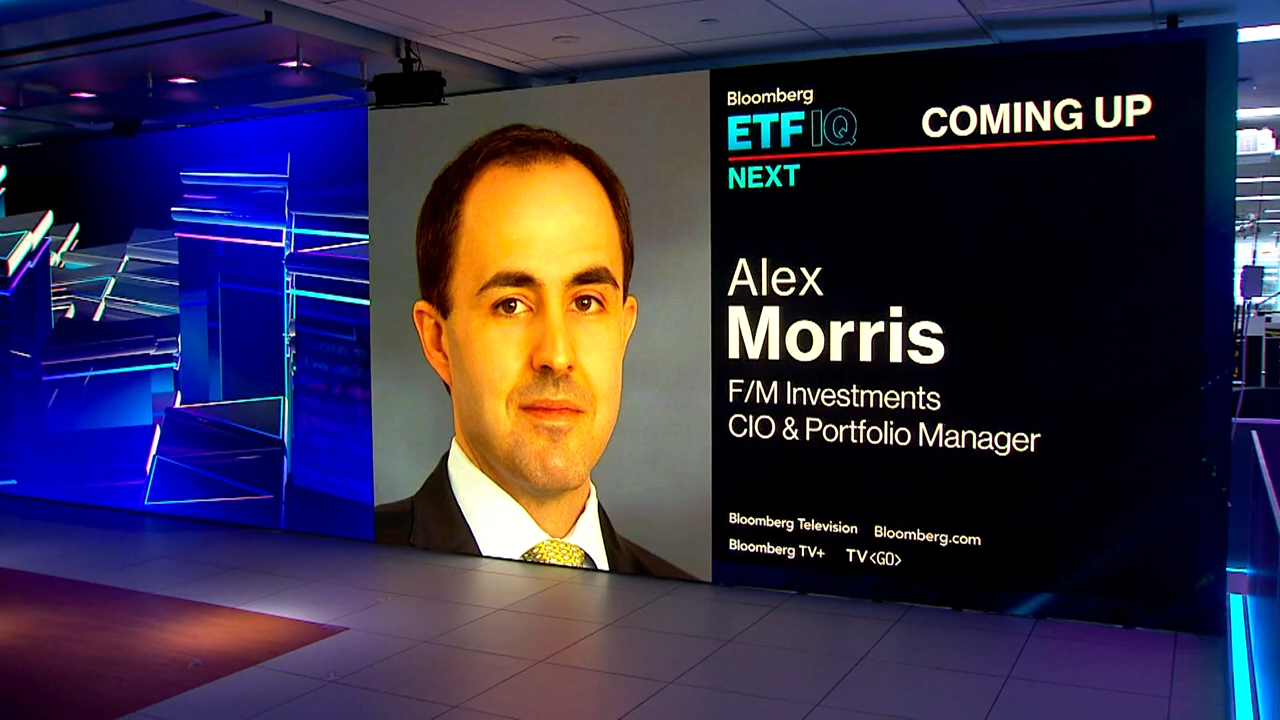 Bloomberg
ETF IQ
COMING UP
NEXT
Alex
Morris
F/M Investments
CIO & Portfolio Manager
Bloomberg Television Bloomberg.com
Bloomberg TV+ TV<GO>